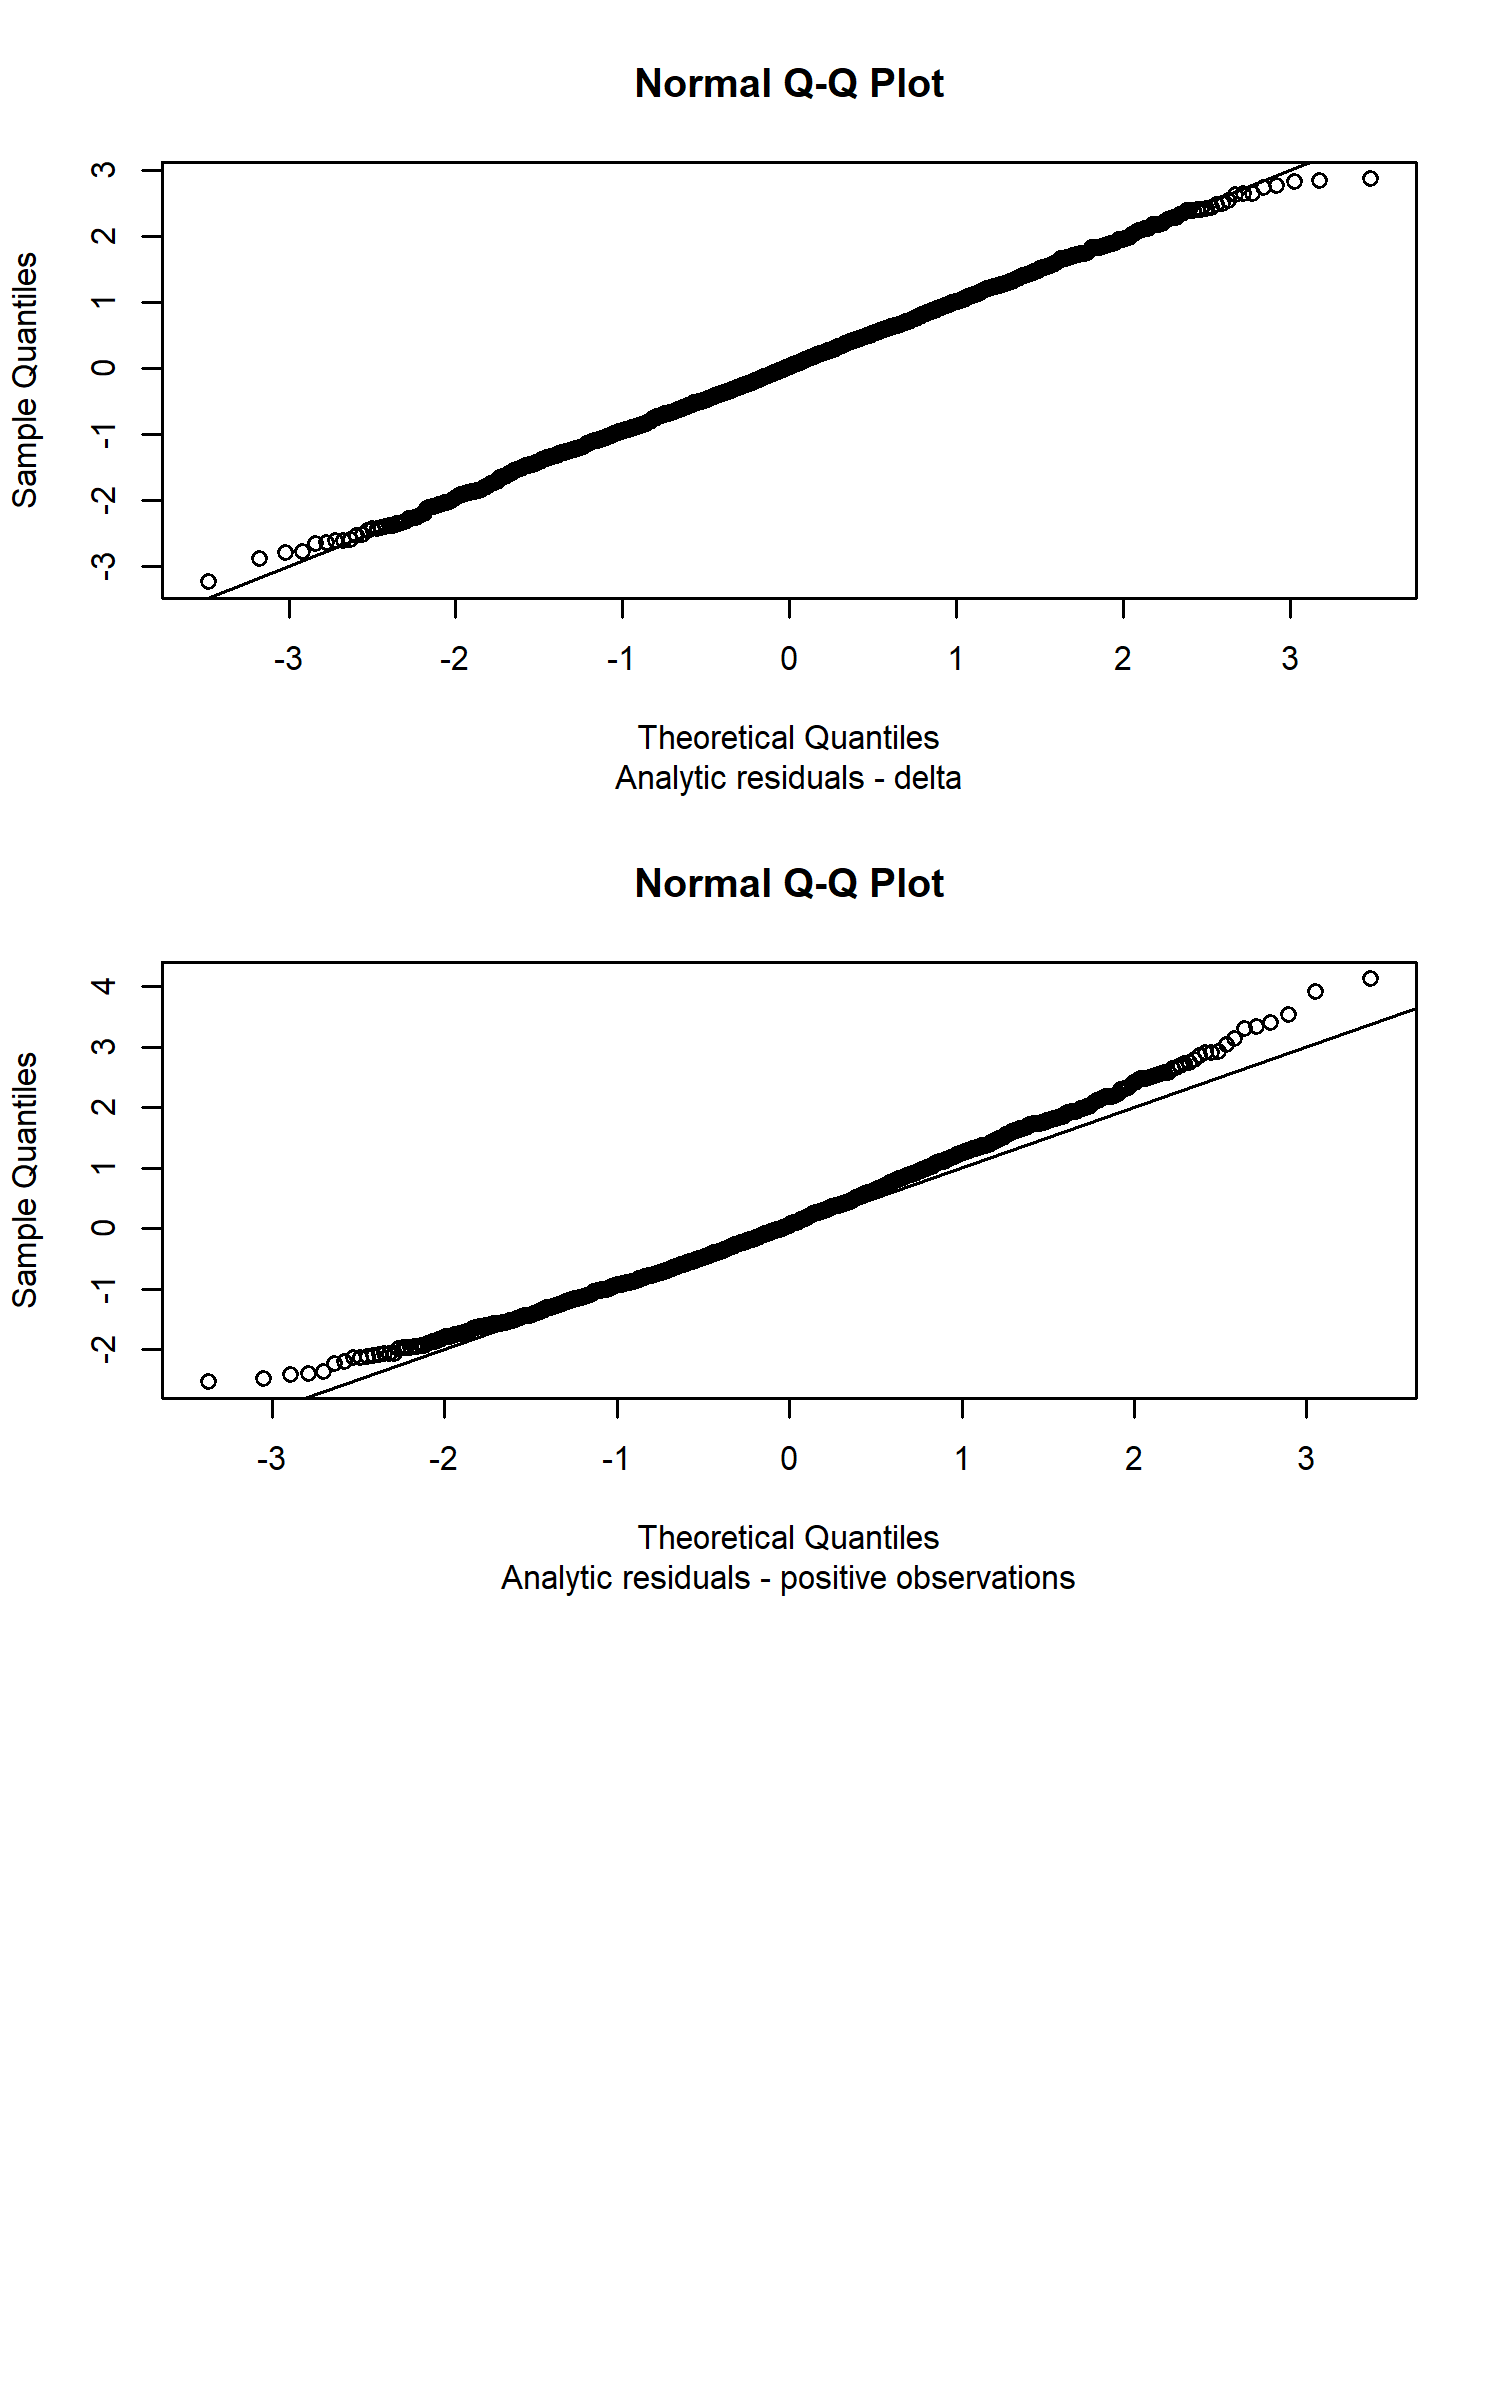 Normal Q-Q Plot
Sample Quantiles
3
2
1
0
-1
-2
-3
-3 -2 -1 0 1 2 3
Theoretical Quantiles
Analytic residuals - delta
Normal Q-Q Plot
Sample Quantiles
4
3
2
1
0
-1
-2
-3 -2 -1 0 1 2 3
Theoretical Quantiles
Analytic residuals - positive observations